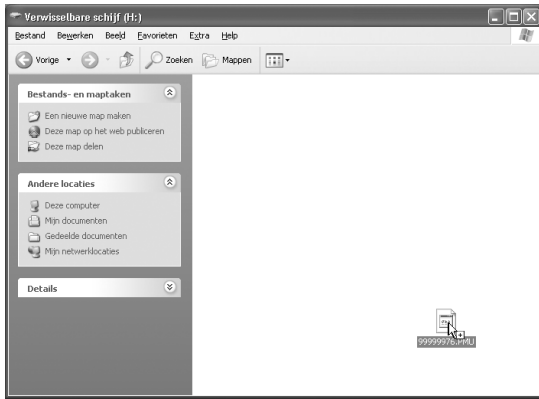 Verwisselbare schijf (H:)
Bestand Bewerken Beeld Favorieten Extra Help
Vorige Zoeken Mappen
Bestands- en maptaken
Een nieuwe map maken
Deze map op het web publiceren
Deze map delen
Andere locaties
Deze computer
Mijn documenten
Gedeelde documenten
Mijn netwerklocaties
Details
99999976.PMU